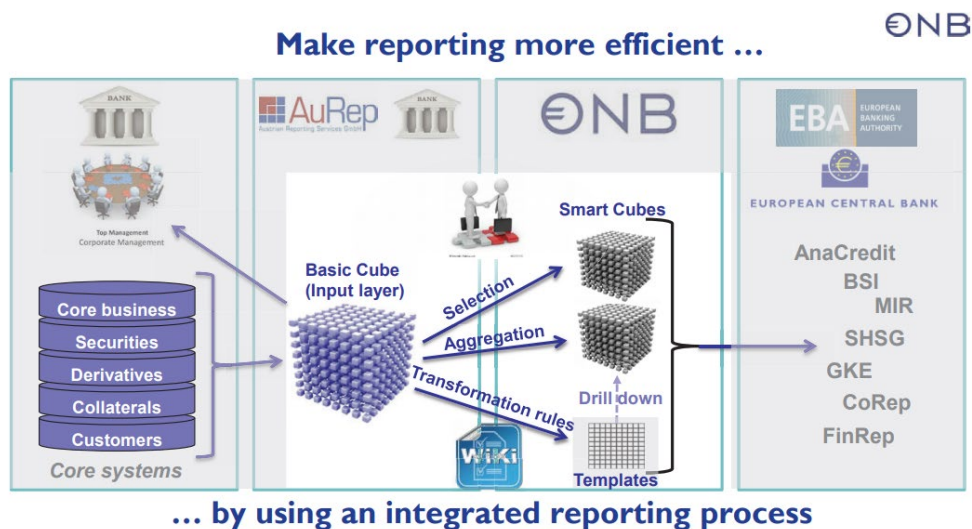 ONB
Make reporting more efficient …
BANK
AuRep
Austrian Reporting Services GmbH
BANK
ONB
EBA
EUROPEAN
BANKING
AUTHORITY
EUROPEAN CENTRAL BANK
Top Management
Corporate Management
Core business
Securities
Derivatives
Collaterals
Customers
Core systems
Basic Cube
(Input layer)
Selection
Aggregation
Transformation rules
WiKi
Smart Cubes
Drill down
Templates
AnaCredit
BSI
MIR
SHSG
GKE
CoRep
FinRep
… by using an integrated reporting process